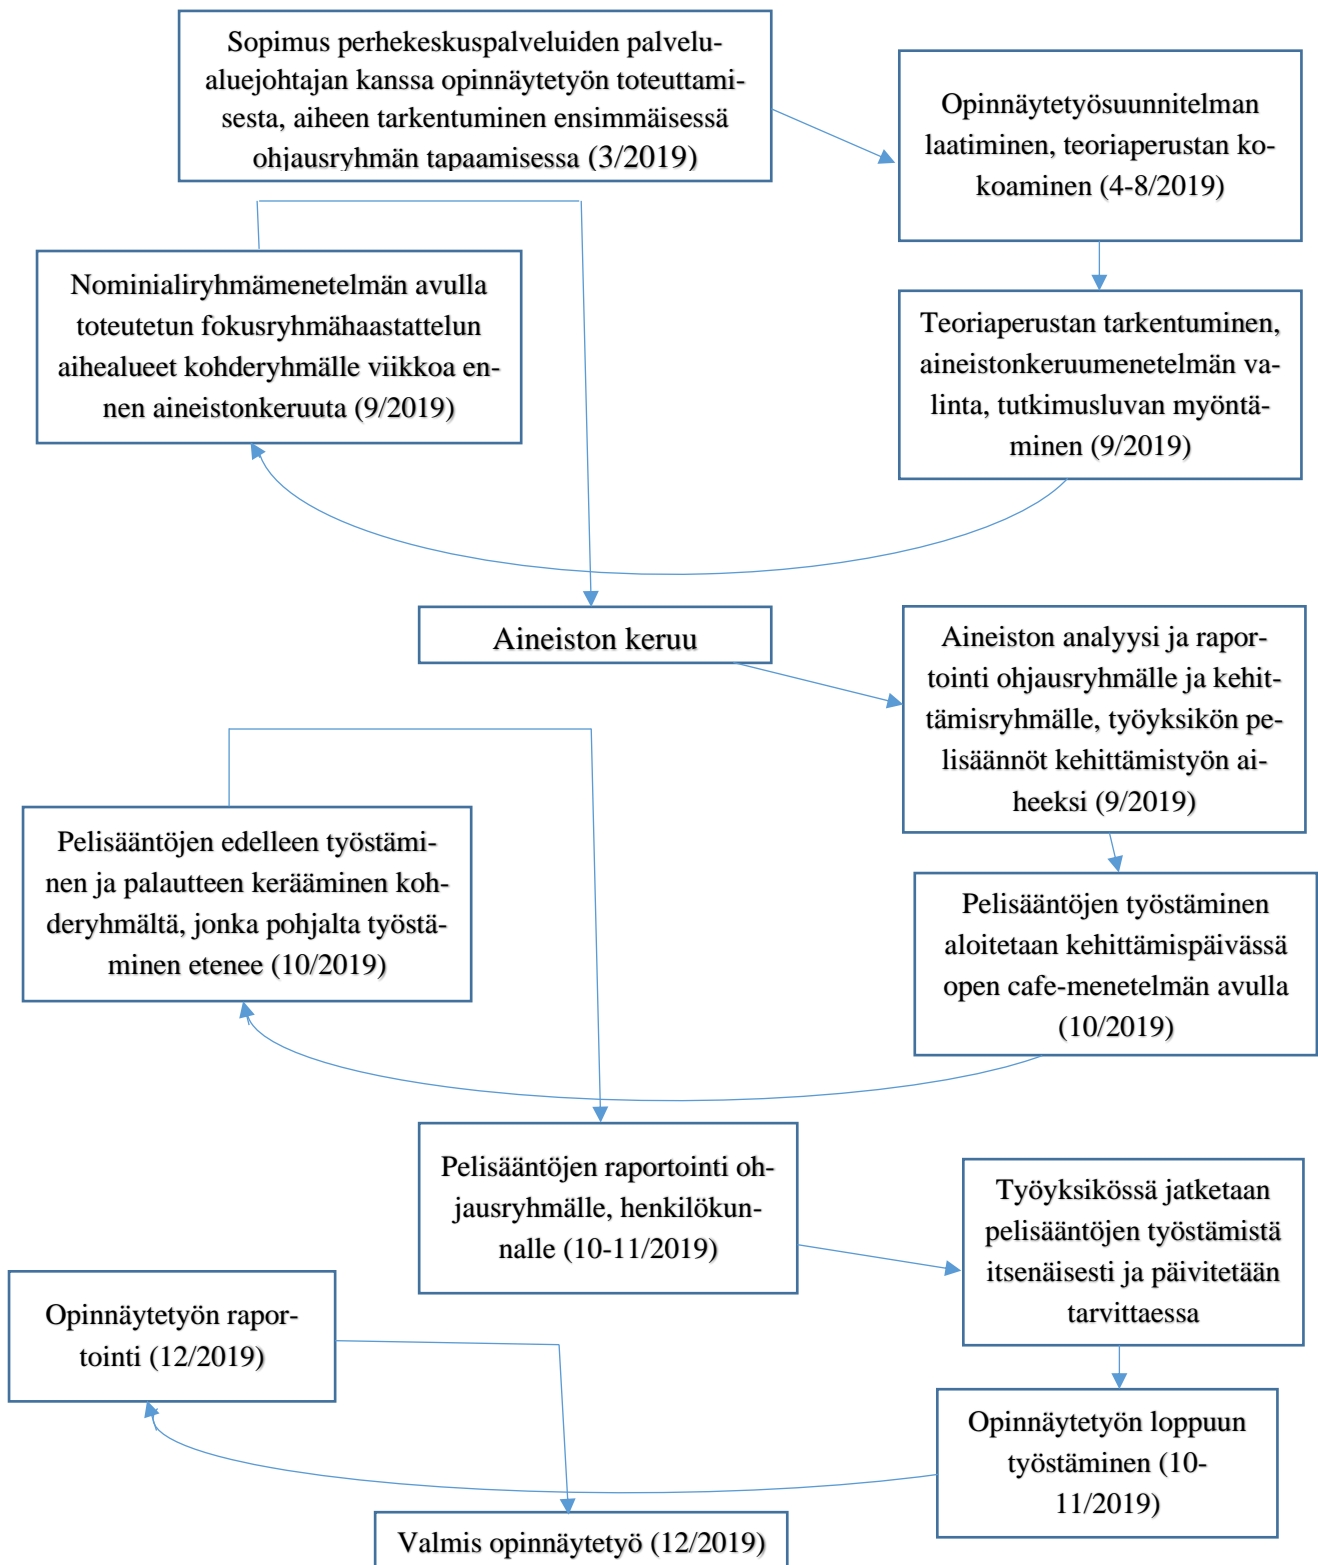 Sopimus perhekeskuspalveluiden palvelu-
aluejohtajan kanssa opinnäytetyön toteuttami-
sesta, aiheen tarkentuminen ensimmäisessä
ohjausryhmän tapaamisessa (3/2019)
Opinnäytetyösuunnitelman
laatiminen, teoriaperustan ko-
koaminen (4-8/2019)
Teoriaperustan tarkentuminen,
aineistonkeruumenetelmän va-
linta, tutkimusluvan myöntä-
minen (9/2019)
Nominialiryhmämenetelmän avulla
toteutetun fokusryhmähaastattelun
aihealueet kohderyhmälle viikkoa en-
nen aineistonkeruuta (9/2019)
Aineiston keruu
Aineiston analyysi ja rapor-
tointi ohjausryhmälle ja kehit-
tämisryhmälle, työyksikön pe-
lisäännöt kehittämistyön ai-
heeksi (9/2019)
Pelisääntöjen työstäminen
aloitetaan kehittämispäivässä
open cafe-menetelmän avulla
(10/2019)
Pelisääntöjen edelleen työstämi-
nen ja palautteen kerääminen koh-
deryhmältä, jonka pohjalta työstä-
minen etenee (10/2019)
Pelisääntöjen raportointi oh-
jausryhmälle, henkilökun-
nalle (10-11/2019)
Työyksikössä jatketaan
pelisääntöjen työstämistä
itsenäisesti ja päivitetään
tarvittaessa
Opinnäytetyön loppuun
työstäminen (10-
11/2019)
Opinnäytetyön rapor-
tointi (12/2019)
Valmis opinnäytetyö (12/2019)